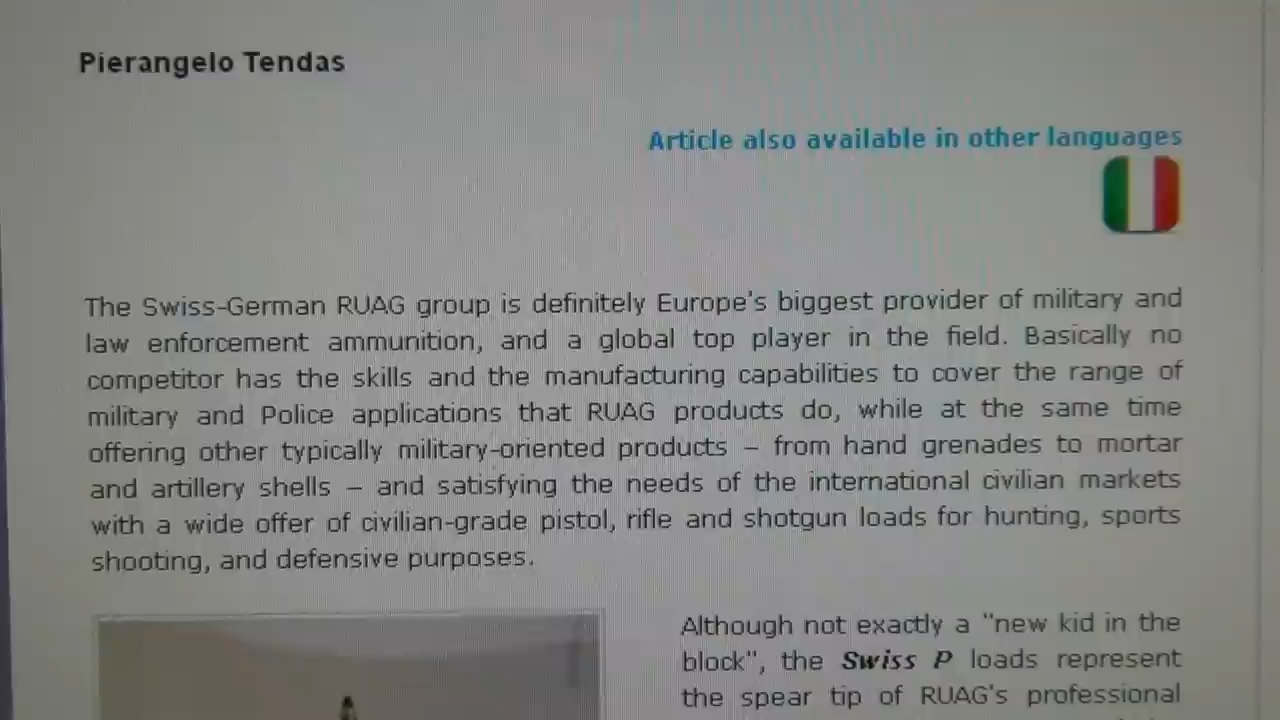 Pierangelo Tendas
Article also available in other languages
The Swiss-German RUAG group is definitely Europe's biggest provider of military and
law enforcement ammunition, and a global top player in the field. Basically no
competitor has the skills and the manufacturing capabilities to cover the range of
military and Police applications that RUAG products do, while at the same time
offering other typically military-oriented products – from hand grenades to mortar
and artillery shells – and satisfying the needs of the international civilian markets
with a wide offer of civilian-grade pistol, rifle and shotgun loads for hunting, sports
shooting, and defensive purposes.
Although not exactly a "new kid in the
block", the Swiss P loads represent
the spear tip of RUAG's professional